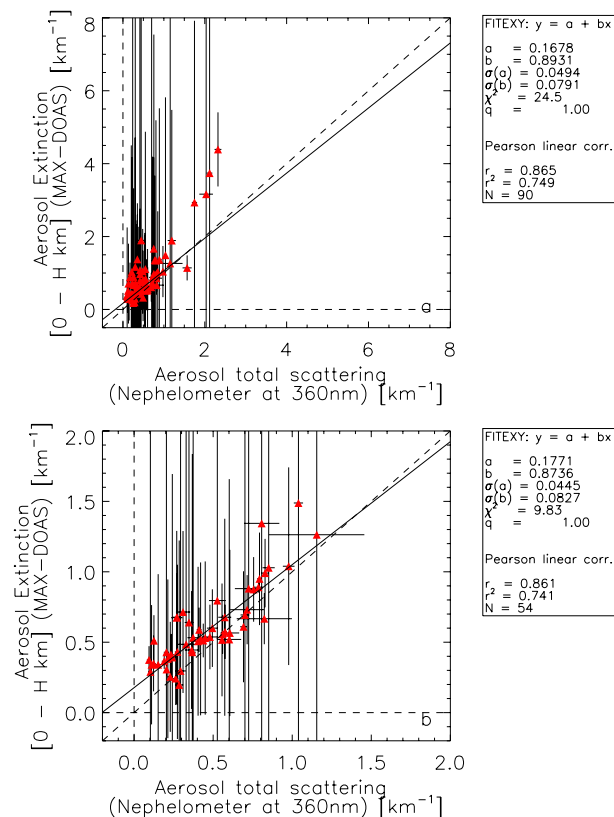 8
6
4
2
0
Aerosol Extinction
[0 − H km] (MAX−DOAS) [km⁻¹]
a
0 2 4 6 8
Aerosol total scattering
(Nephelometer at 360nm) [km⁻¹]
FITEXY: y = a + bx
a = 0.1678
b = 0.8931
σ(a) = 0.0494
σ(b) = 0.0791
χ² = 24.5
q = 1.00
Pearson linear corr.
r = 0.865
r² = 0.749
N = 90
2.0
1.5
1.0
0.5
0.0
Aerosol Extinction
[0 − H km] (MAX−DOAS) [km⁻¹]
b
0.0 0.5 1.0 1.5 2.0
Aerosol total scattering
(Nephelometer at 360nm) [km⁻¹]
FITEXY: y = a + bx
a = 0.1771
b = 0.8736
σ(a) = 0.0445
σ(b) = 0.0827
χ² = 9.83
q = 1.00
Pearson linear corr.
r = 0.861
r² = 0.741
N = 54